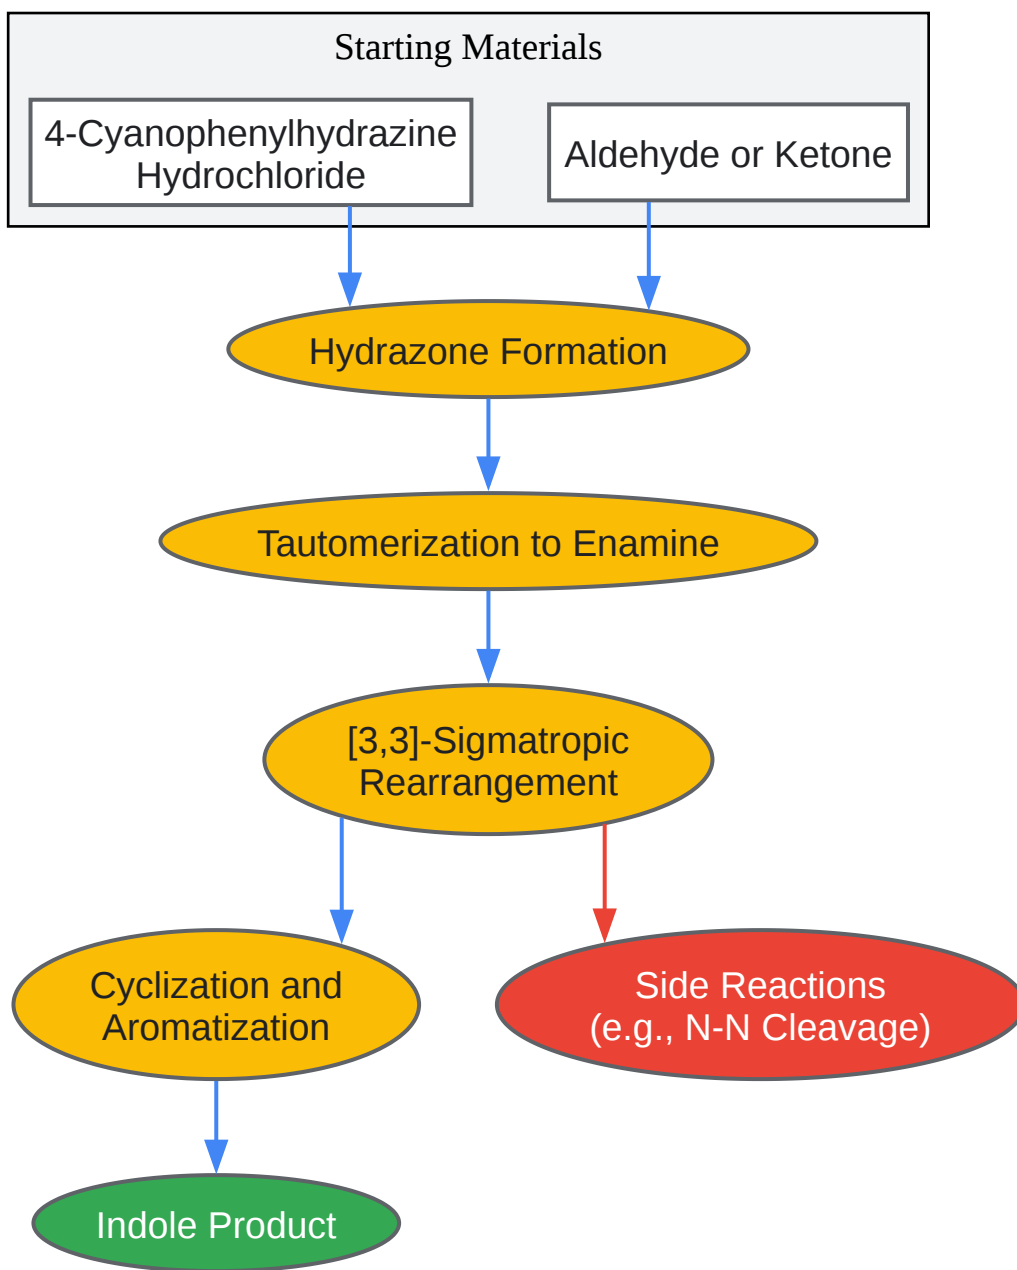 Starting Materials
4-Cyanophenylhydrazine
Hydrochloride
Aldehyde or Ketone
Hydrazone Formation
Tautomerization to Enamine
[3,3]-Sigmatropic
Rearrangement
Cyclization and
Aromatization
Side Reactions
(e.g., N-N Cleavage)
Indole Product